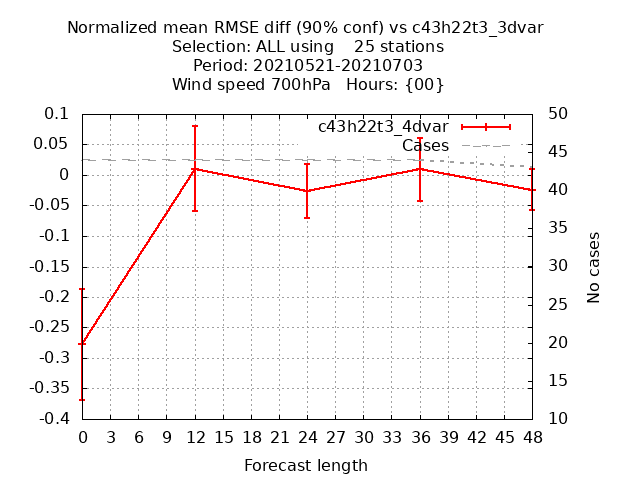 Normalized mean RMSE diff (90% conf) vs c43h22t3_3dvar
Selection: ALL using    25 stations
Period: 20210521-20210703
Wind speed 700hPa   Hours: {00}
c43h22t3_4dvar
Cases
0.1
0.05
0
-0.05
-0.1
-0.15
-0.2
-0.25
-0.3
-0.35
-0.4
50
45
40
35
30
25
20
15
10
No cases
0 3 6 9 12 15 18 21 24 27 30 33 36 39 42 45 48
Forecast length